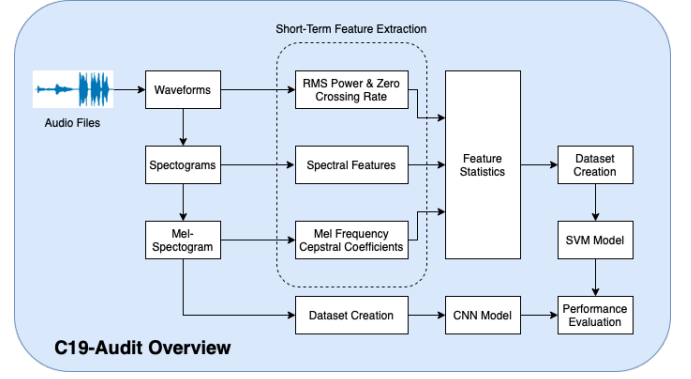 Short-Term Feature Extraction
Audio Files
Waveforms
RMS Power & Zero
Crossing Rate
Spectograms
Spectral Features
Feature
Statistics
Dataset
Creation
Mel-
Spectogram
Mel Frequency
Cepstral Coefficients
SVM Model
Dataset Creation
CNN Model
Performance
Evaluation
C19-Audit Overview